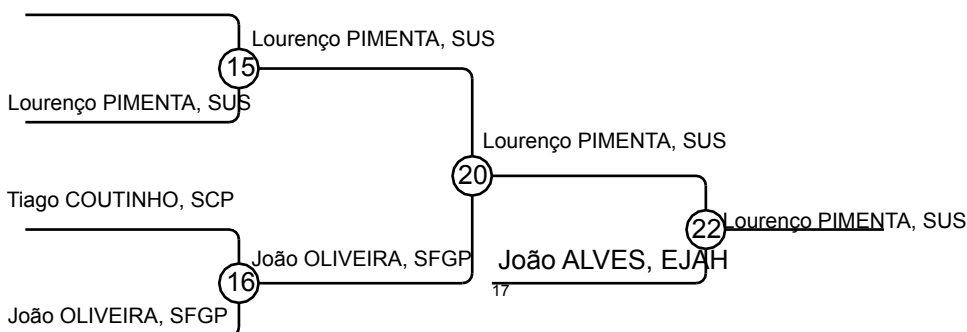 Lourenço PIMENTA, SUS
15
Lourenço PIMENTA, SUS
Lourenço PIMENTA, SUS
20
Tiago COUTINHO, SCP
Lourenço PIMENTA, SUS
22
João OLIVEIRA, SFGP
João ALVES, EJAH
16
17
João OLIVEIRA, SFGP